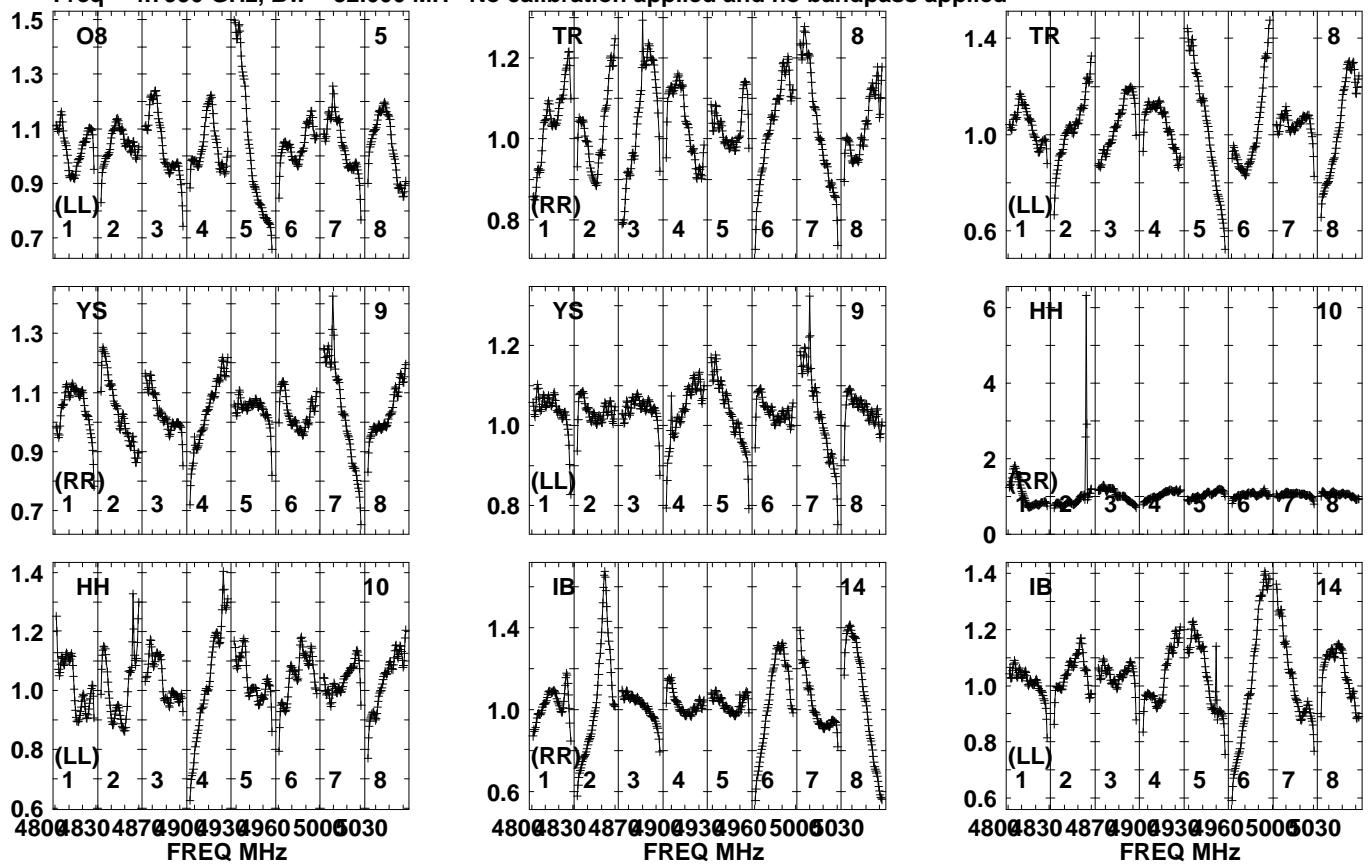 Freq = GHz, Bw = 32.000 MH No calibration applied and no bandpass applied
1.5
1.3
1.1
0.9
0.7
O8 5
(LL)
1 2 3 4 5 6 7 8
1.2
1.0
0.8
TR 8
(RR)
1 2 3 4 5 6 7 8
1.4
1.0
0.6
TR 8
(LL)
1 2 3 4 5 6 7 8
1.3
1.1
0.9
0.7
YS 9
(RR)
1 2 3 4 5 6 7 8
1.2
1.0
0.8
YS 9
(LL)
1 2 3 4 5 6 7 8
6
4
2
0
HH 10
(RR)
1 2 3 4 5 6 7 8
1.4
1.2
1.0
0.8
0.6
HH 10
(LL)
1 2 3 4 5 6 7 8
4800 4830 4870 4900 4930 4960 5000 5030
FREQ MHz
1.4
1.0
0.6
IB 14
(RR)
1 2 3 4 5 6 7 8
4800 4830 4870 4900 4930 4960 5000 5030
FREQ MHz
1.4
1.2
1.0
0.8
0.6
IB 14
(LL)
1 2 3 4 5 6 7 8
4800 4830 4870 4900 4930 4960 5000 5030
FREQ MHz